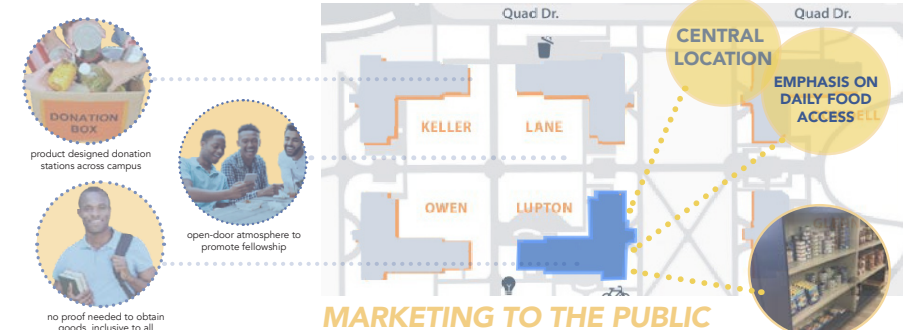 Quad Dr.
Quad Dr.
CENTRAL
LOCATION
EMPHASIS ON
DAILY FOOD
ACCESS
ELL
DONATION
BOX
product designed donation
stations across campus
KELLER
LANE
open-door atmosphere to
promote fellowship
OWEN
LUPTON
no proof needed to obtain
goods, inclusive to all
MARKETING TO THE PUBLIC